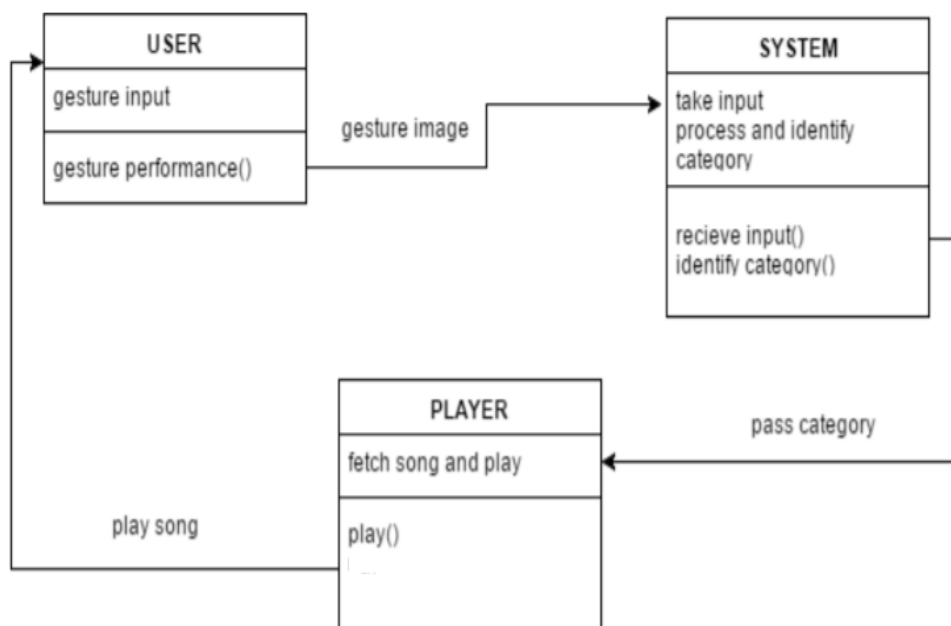 USER
gesture input
gesture performance()
gesture image
SYSTEM
take input
process and identify
category
recieve input()
identify category()
PLAYER
fetch song and play
play()
pass category
play song